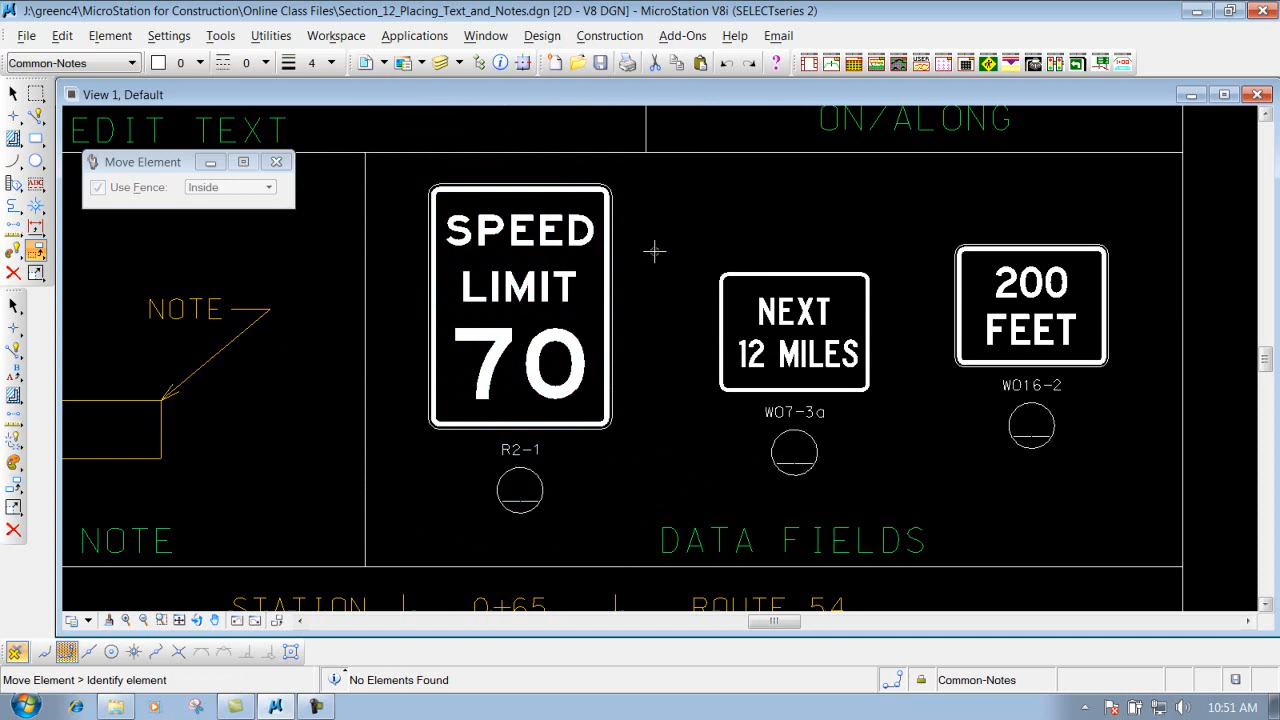 J:\greenc4\MicroStation for Construction\Online Class Files\Section_12_Placing_Text_and_Notes.dgn [2D - V8 DGN] - MicroStation V8i (SELECTseries 2)
File Edit Element Settings Tools Utilities Workspace Applications Window Design Construction Add-Ons Help Email
Common-Notes 0 0 0
View 1, Default
EDIT TEXT
ON/ALONG
Move Element
Use Fence: Inside
SPEED
LIMIT
70
R2-1
NEXT
12 MILES
W07-3a
200
FEET
W016-2
NOTE
NOTE
DATA FIELDS
STATION 0+65 ROUTE 54
Move Element > Identify element
No Elements Found
Common-Notes
10:51 AM